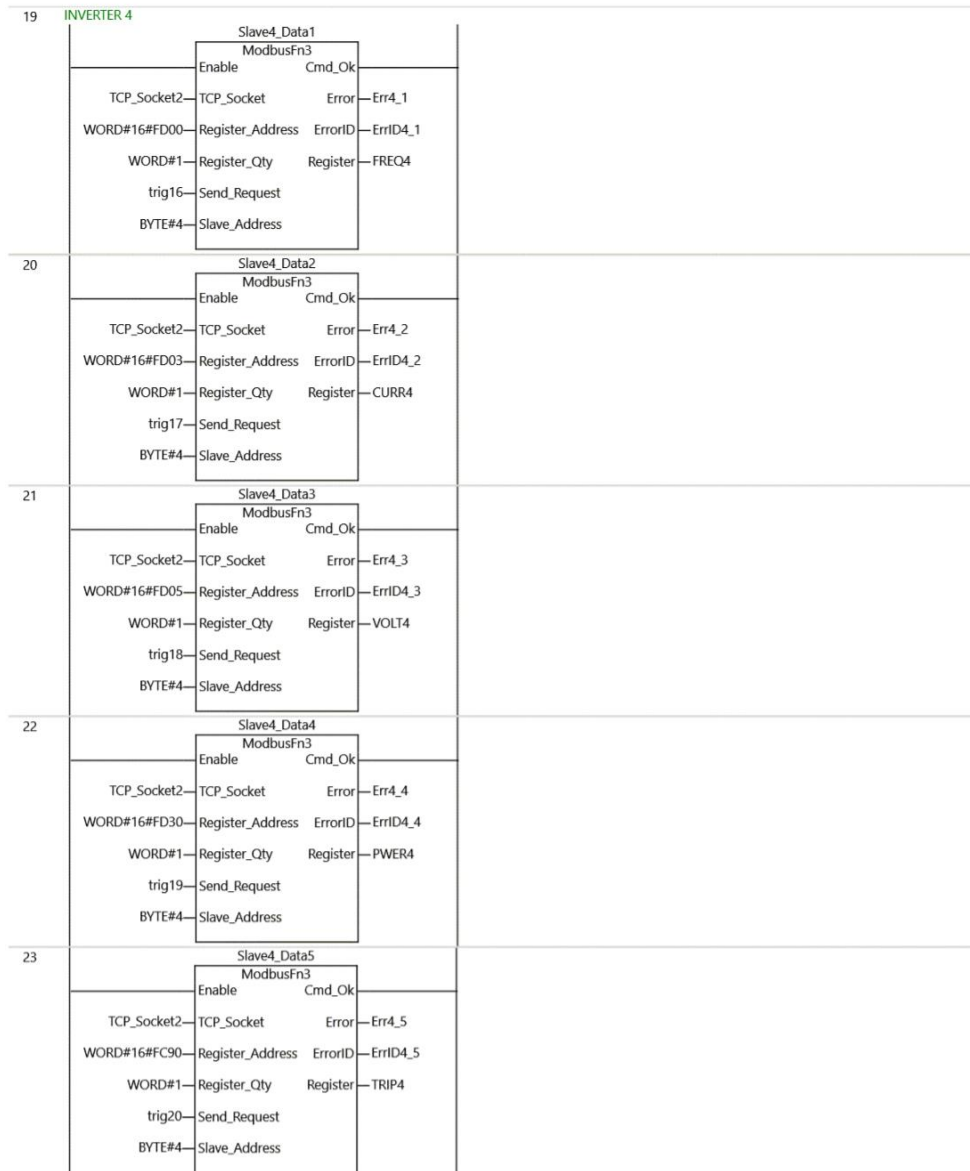 19 INVERTER 4
Slave4_Data1
ModbusFn3
Enable Cmd_Ok
TCP_Socket2 TCP_Socket Error Err4_1
WORD#16#FD00 Register_Address ErrorID ErrID4_1
WORD#1 Register_Qty Register FREQ4
trig16 Send_Request
BYTE#4 Slave_Address
20 Slave4_Data2
ModbusFn3
Enable Cmd_Ok
TCP_Socket2 TCP_Socket Error Err4_2
WORD#16#FD03 Register_Address ErrorID ErrID4_2
WORD#1 Register_Qty Register CURR4
trig17 Send_Request
BYTE#4 Slave_Address
21 Slave4_Data3
ModbusFn3
Enable Cmd_Ok
TCP_Socket2 TCP_Socket Error Err4_3
WORD#16#FD05 Register_Address ErrorID ErrID4_3
WORD#1 Register_Qty Register VOLT4
trig18 Send_Request
BYTE#4 Slave_Address
22 Slave4_Data4
ModbusFn3
Enable Cmd_Ok
TCP_Socket2 TCP_Socket Error Err4_4
WORD#16#FD30 Register_Address ErrorID ErrID4_4
WORD#1 Register_Qty Register PWER4
trig19 Send_Request
BYTE#4 Slave_Address
23 Slave4_Data5
ModbusFn3
Enable Cmd_Ok
TCP_Socket2 TCP_Socket Error Err4_5
WORD#16#FC90 Register_Address ErrorID ErrID4_5
WORD#1 Register_Qty Register TRIP4
trig20 Send_Request
BYTE#4 Slave_Address